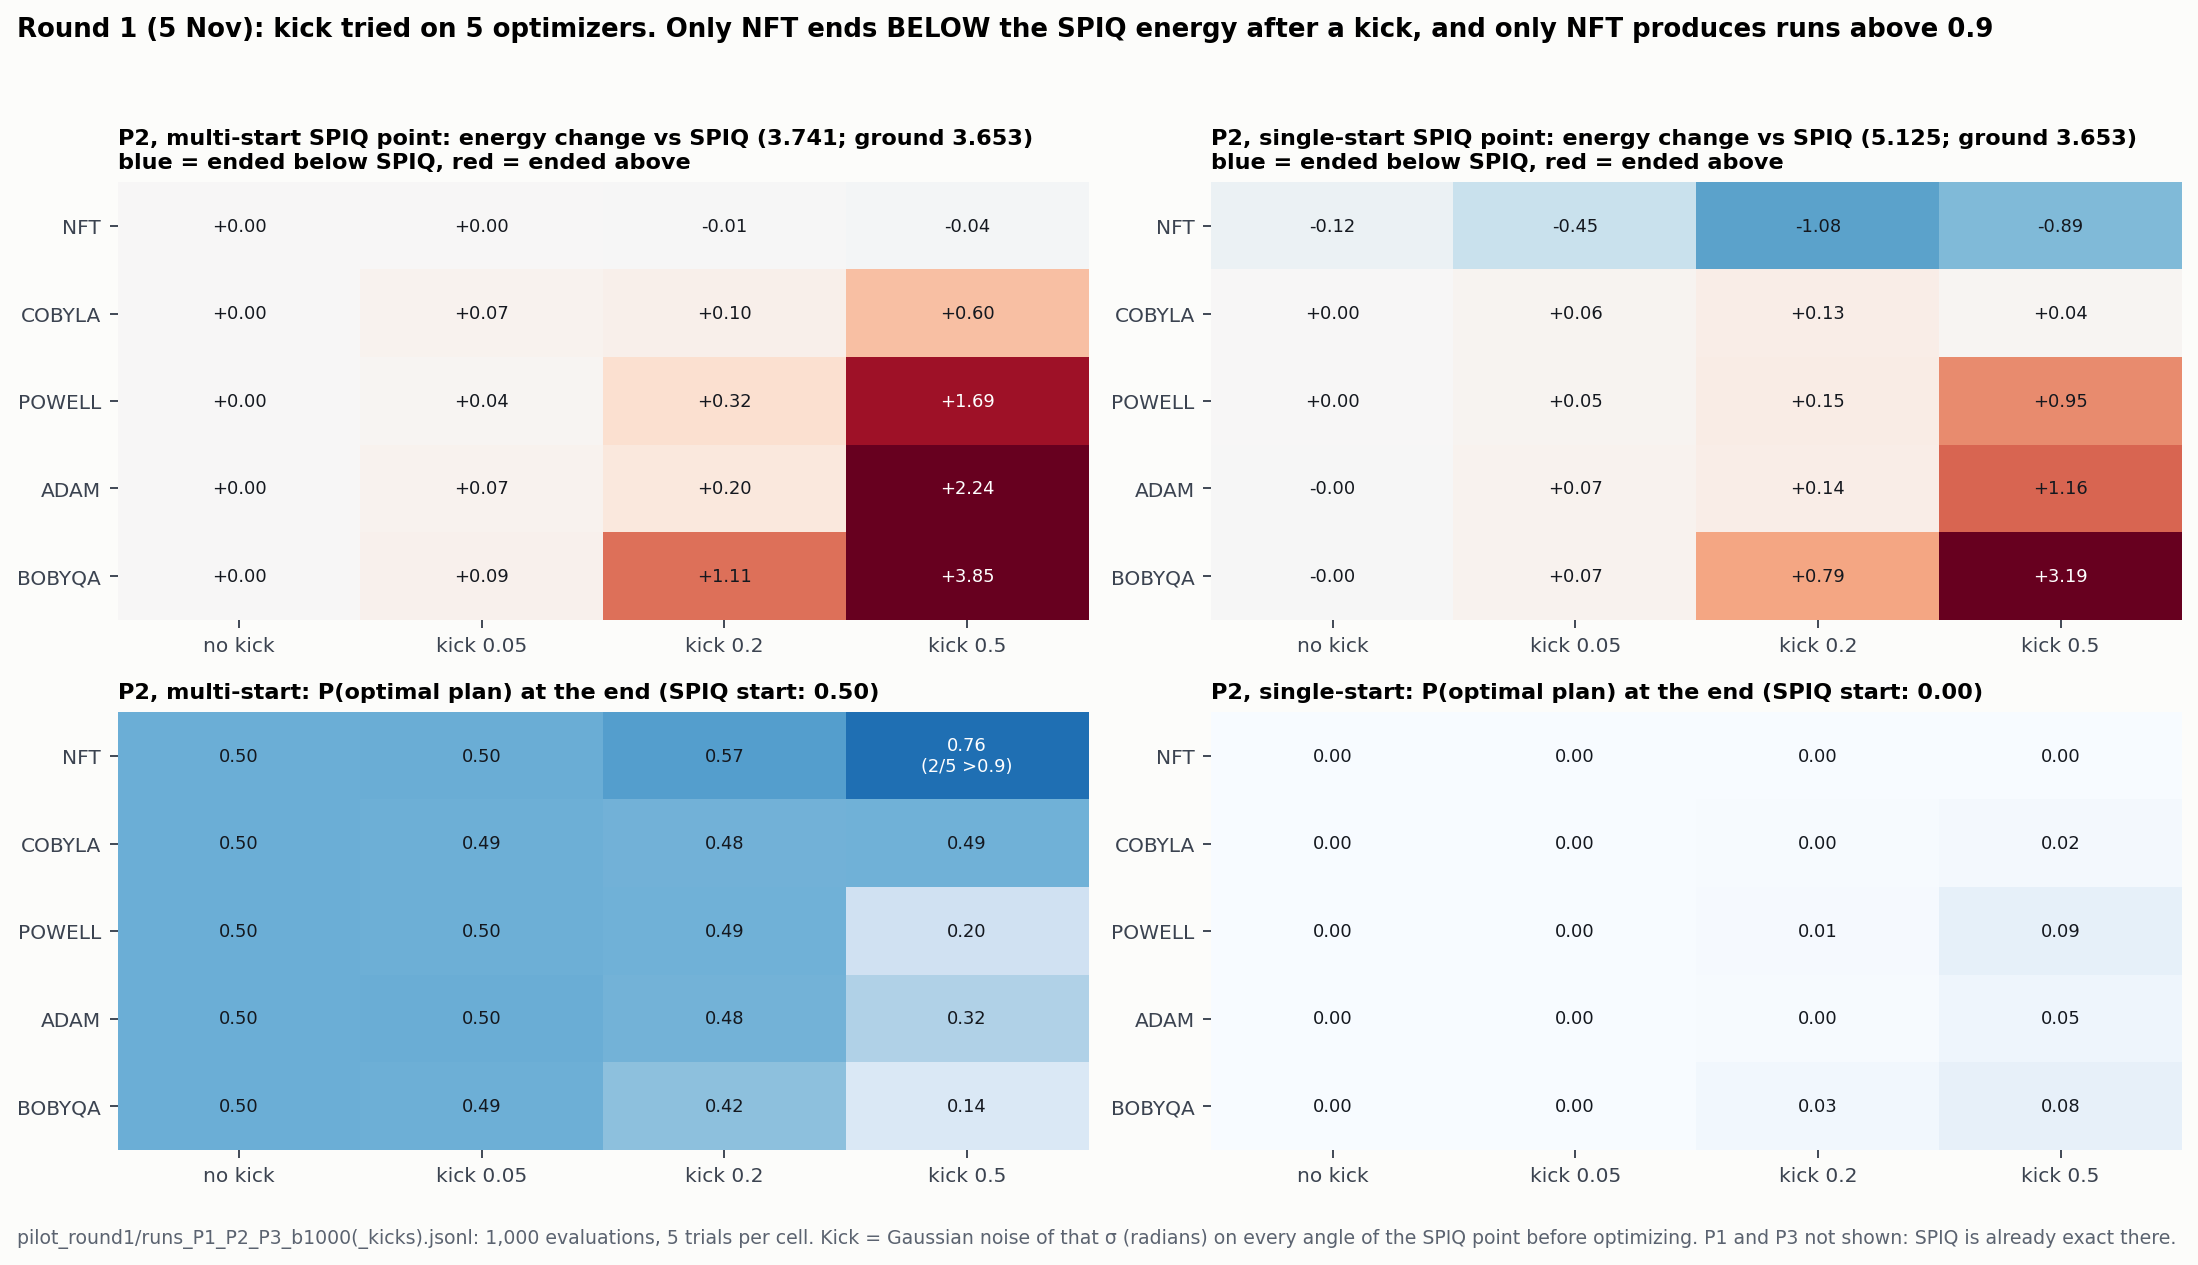 Round 1 (5 Nov): kick tried on 5 optimizers. Only NFT ends BELOW the SPIQ energy after a kick, and only NFT produces runs above 0.9
P2, multi-start SPIQ point: energy change vs SPIQ (3.741; ground 3.653)
blue = ended below SPIQ, red = ended above
NFT +0.00 +0.00 -0.01 -0.04
COBYLA +0.00 +0.07 +0.10 +0.60
POWELL +0.00 +0.04 +0.32 +1.69
ADAM +0.00 +0.07 +0.20 +2.24
BOBYQA +0.00 +0.09 +1.11 +3.85
no kick kick 0.05 kick 0.2 kick 0.5
P2, single-start SPIQ point: energy change vs SPIQ (5.125; ground 3.653)
blue = ended below SPIQ, red = ended above
NFT -0.12 -0.45 -1.08 -0.89
COBYLA +0.00 +0.06 +0.13 +0.04
POWELL +0.00 +0.05 +0.15 +0.95
ADAM -0.00 +0.07 +0.14 +1.16
BOBYQA -0.00 +0.07 +0.79 +3.19
no kick kick 0.05 kick 0.2 kick 0.5
P2, multi-start: P(optimal plan) at the end (SPIQ start: 0.50)
NFT 0.50 0.50 0.57 0.76
(2/5 >0.9)
COBYLA 0.50 0.49 0.48 0.49
POWELL 0.50 0.50 0.49 0.20
ADAM 0.50 0.50 0.48 0.32
BOBYQA 0.50 0.49 0.42 0.14
no kick kick 0.05 kick 0.2 kick 0.5
P2, single-start: P(optimal plan) at the end (SPIQ start: 0.00)
NFT 0.00 0.00 0.00 0.00
COBYLA 0.00 0.00 0.00 0.02
POWELL 0.00 0.00 0.01 0.09
ADAM 0.00 0.00 0.00 0.05
BOBYQA 0.00 0.00 0.03 0.08
no kick kick 0.05 kick 0.2 kick 0.5
pilot_round1/runs_P1_P2_P3_b1000(_kicks).jsonl: 1,000 evaluations, 5 trials per cell. Kick = Gaussian noise of that σ (radians) on every angle of the SPIQ point before optimizing. P1 and P3 not shown: SPIQ is already exact there.